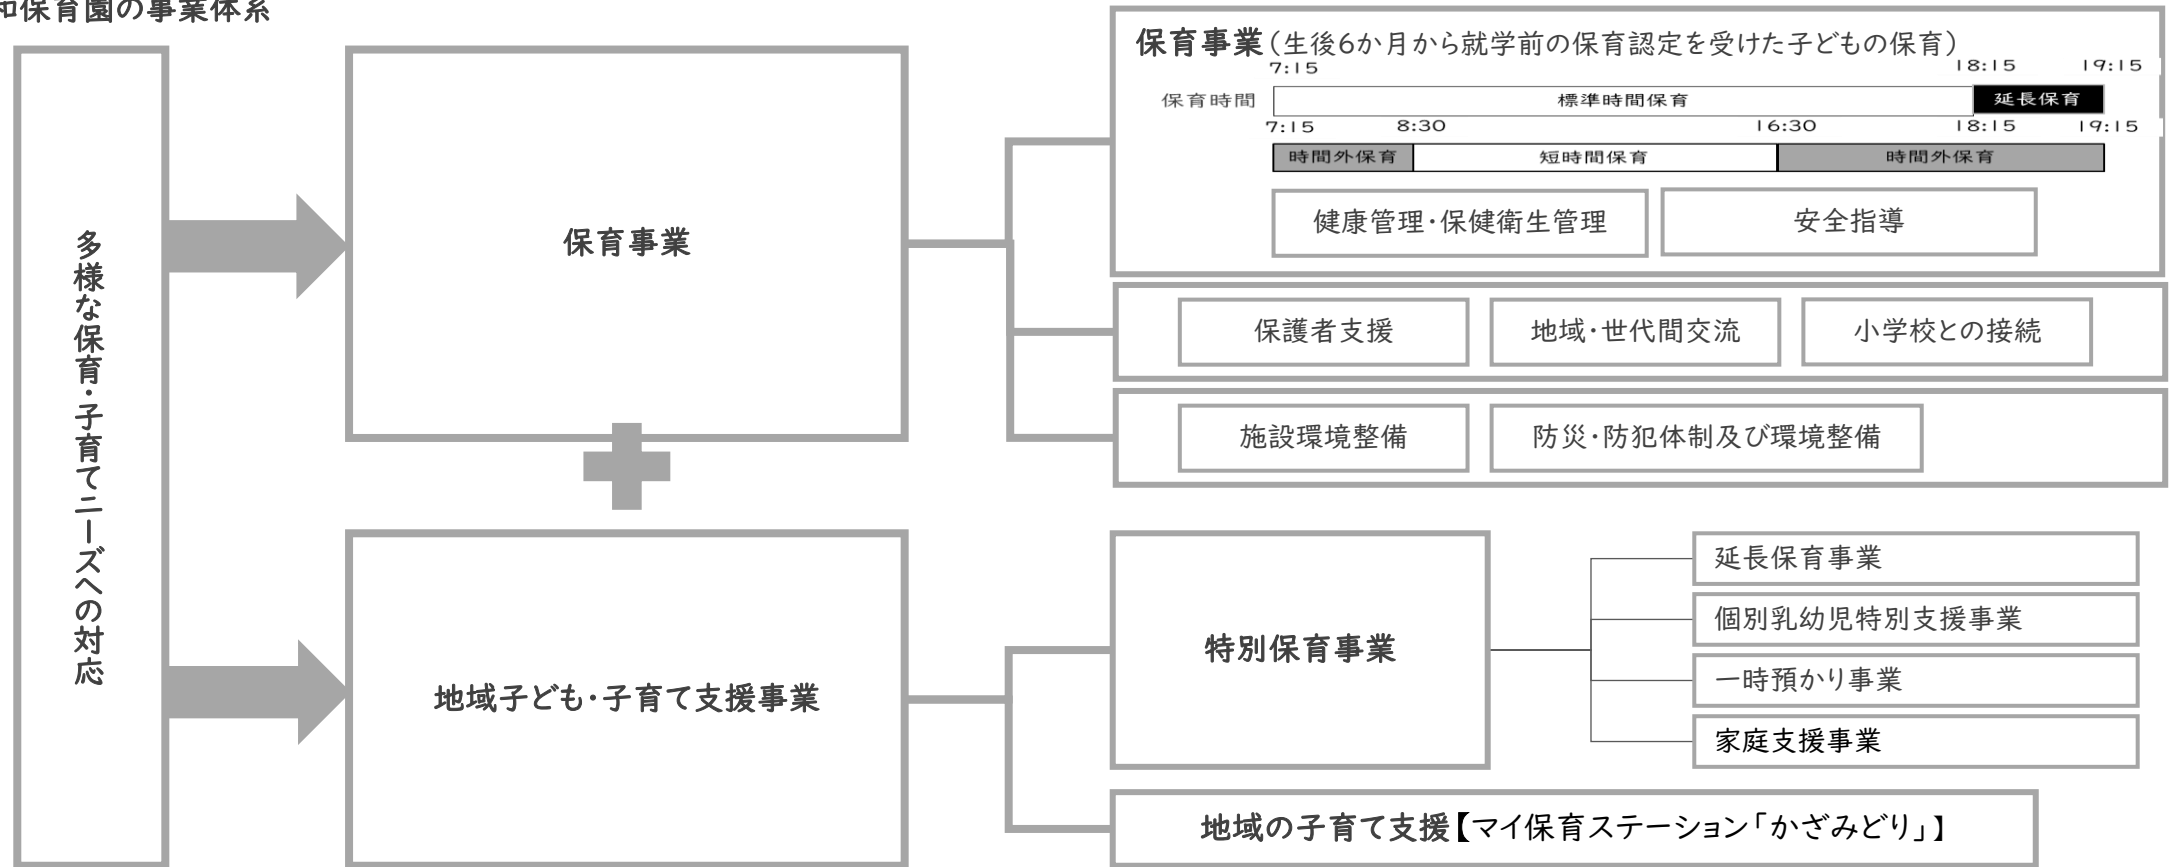 和保育園の事業体系
多様な保育・子育てニーズへの対応
保育事業
保育事業(生後6か月から就学前の保育認定を受けた子どもの保育)
7:15 18:15 19:15
保育時間 標準時間保育 延長保育
7:15 8:30 16:30 18:15 19:15
時間外保育 短時間保育 時間外保育
健康管理・保健衛生管理 安全指導
保護者支援 地域・世代間交流 小学校との接続
施設環境整備 防災・防犯体制及び環境整備
地域子ども・子育て支援事業
特別保育事業
延長保育事業
個別乳幼児特別支援事業
一時預かり事業
家庭支援事業
地域の子育て支援【マイ保育ステーション「かざみどり」】